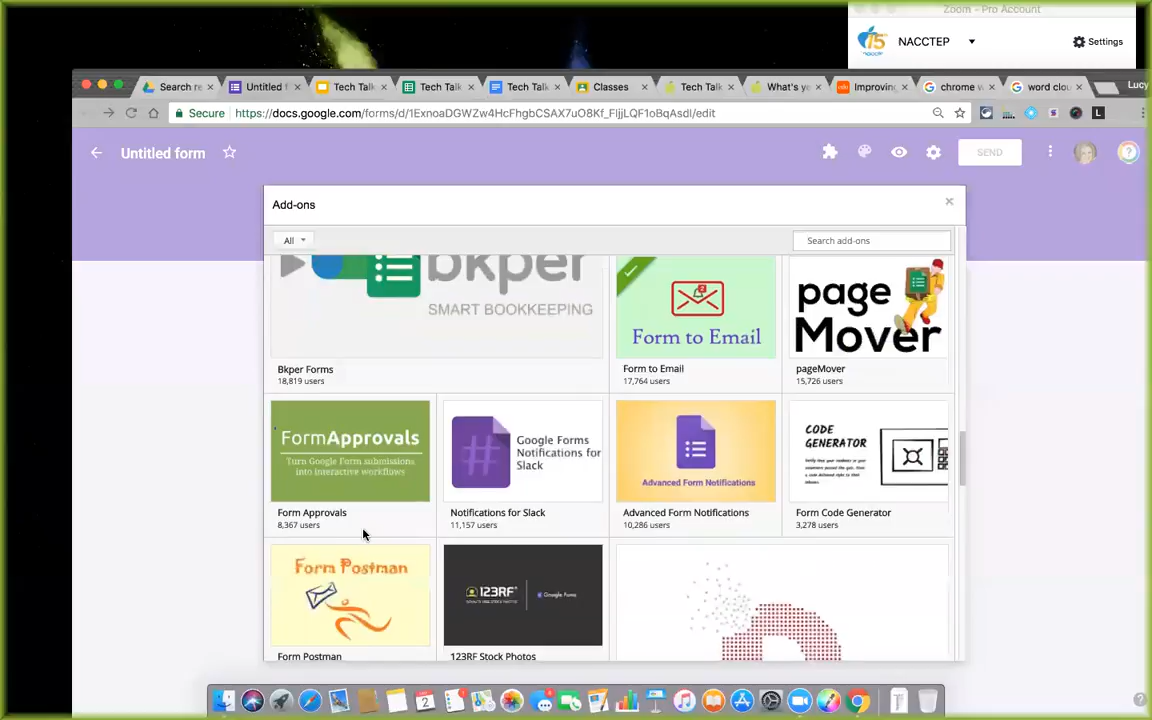 Zoom - Pro Account
15 NACCTEP
Settings
Search re
Untitled f
Tech Talk
Tech Talk
Tech Talk
Classes
Tech Talk
What's ye
Improving
chrome w
word clou
Lucy
Secure
https://docs.google.com/forms/d/1ExnoaDGWZw4HcFhgbCSAX7uO8Kf_FljjLQF1oBqAsdI/edit
Untitled form
SEND
Add-ons
All
Search add-ons
bkper
SMART BOOKKEEPING
Form to Email
page
Mover
Bkper Forms
18,819 users
Form to Email
17,764 users
pageMover
15,726 users
FormApprovals
Turn Google Form submissions
into interactive workflows
Google Forms
Notifications for
Slack
Advanced Form Notifications
CODE
GENERATOR
Form Approvals
8,367 users
Notifications for Slack
11,157 users
Advanced Form Notifications
10,286 users
Form Code Generator
3,278 users
Form Postman
123RF
Google Forms
Form Postman
123RF Stock Photos
2